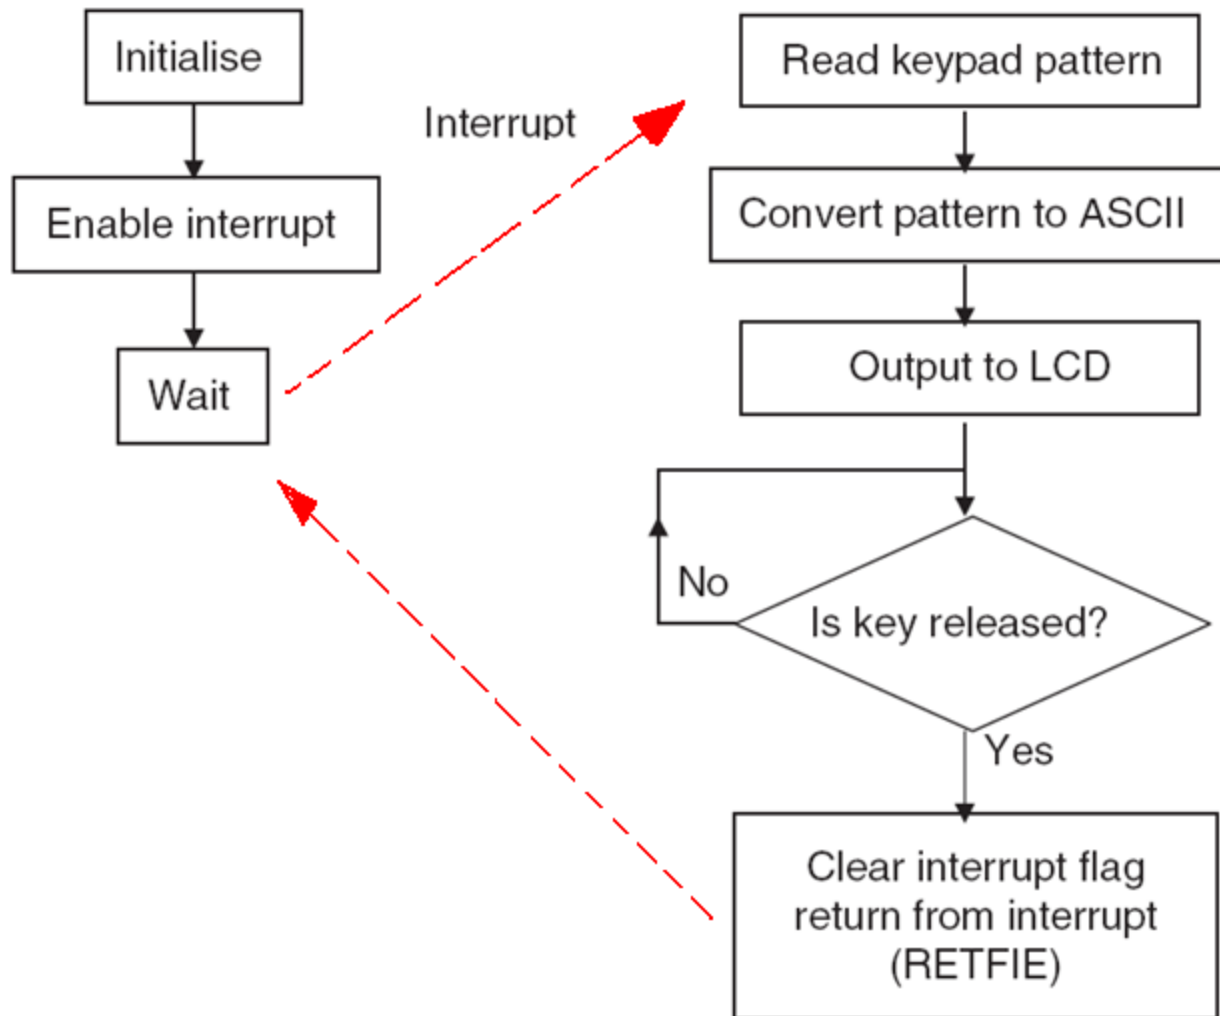 Initialise
Enable interrupt
Wait
Interrupt
Read keypad pattern
Convert pattern to ASCII
Output to LCD
Is key released?
No
Yes
Clear interrupt flag
return from interrupt
(RETFIE)